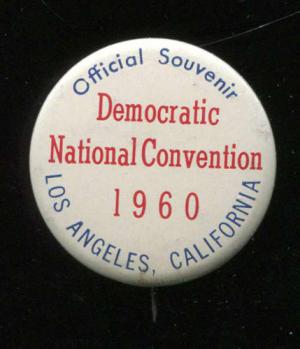 Official Souvenir
Democratic
National Convention
1960
LOS ANGELES, CALIFORNIA